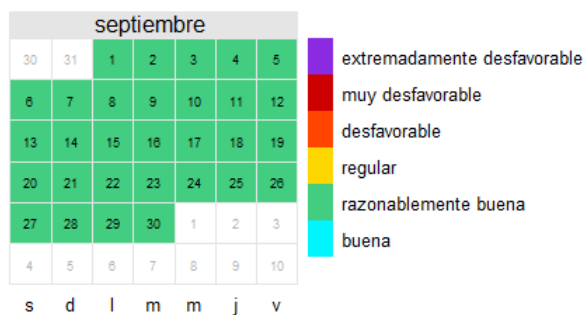 septiembre
30 31 1 2 3 4 5
6 7 8 9 10 11 12
13 14 15 16 17 18 19
20 21 22 23 24 25 26
27 28 29 30 1 2 3
4 5 6 7 8 9 10
s d l m m j v
extremadamente desfavorable
muy desfavorable
desfavorable
regular
razonablemente buena
buena